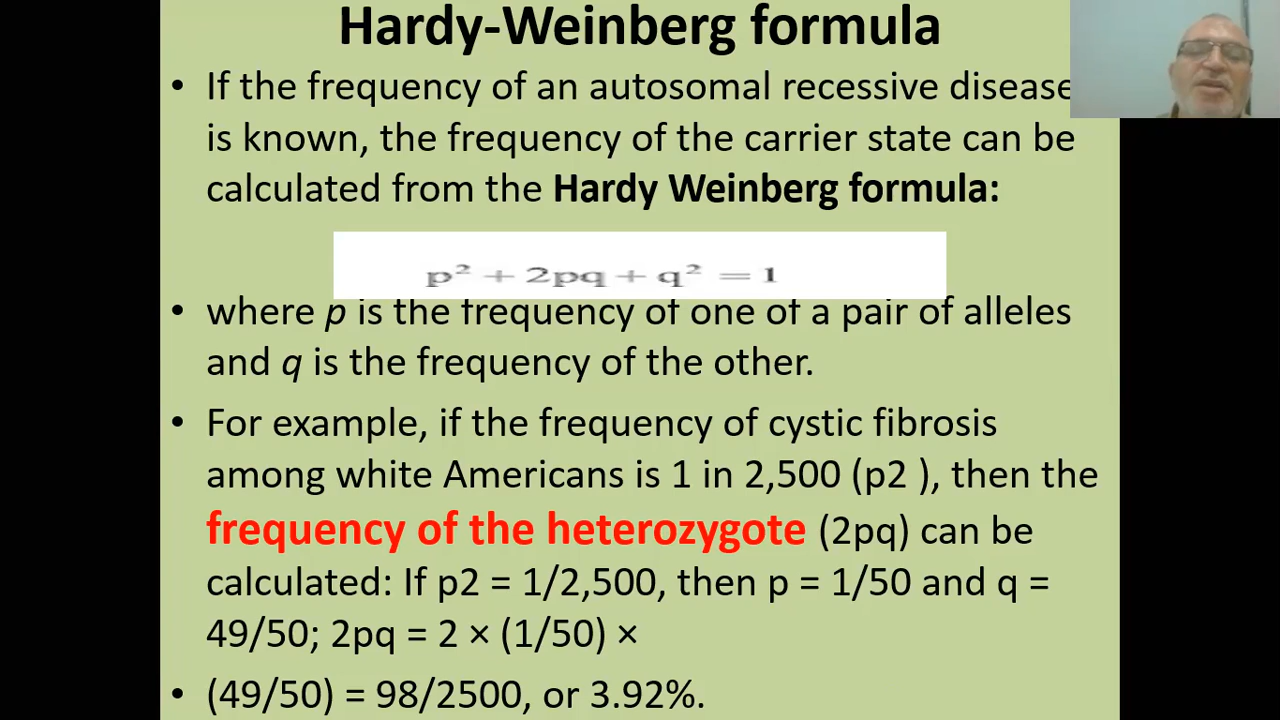 Hardy-Weinberg formula
• If the frequency of an autosomal recessive disease
is known, the frequency of the carrier state can be
calculated from the Hardy Weinberg formula:
p² + 2pq + q² = 1
• where p is the frequency of one of a pair of alleles
and q is the frequency of the other.
• For example, if the frequency of cystic fibrosis
among white Americans is 1 in 2,500 (p2 ), then the
frequency of the heterozygote (2pq) can be
calculated: If p2 = 1/2,500, then p = 1/50 and q =
49/50; 2pq = 2 × (1/50) ×
• (49/50) = 98/2500, or 3.92%.